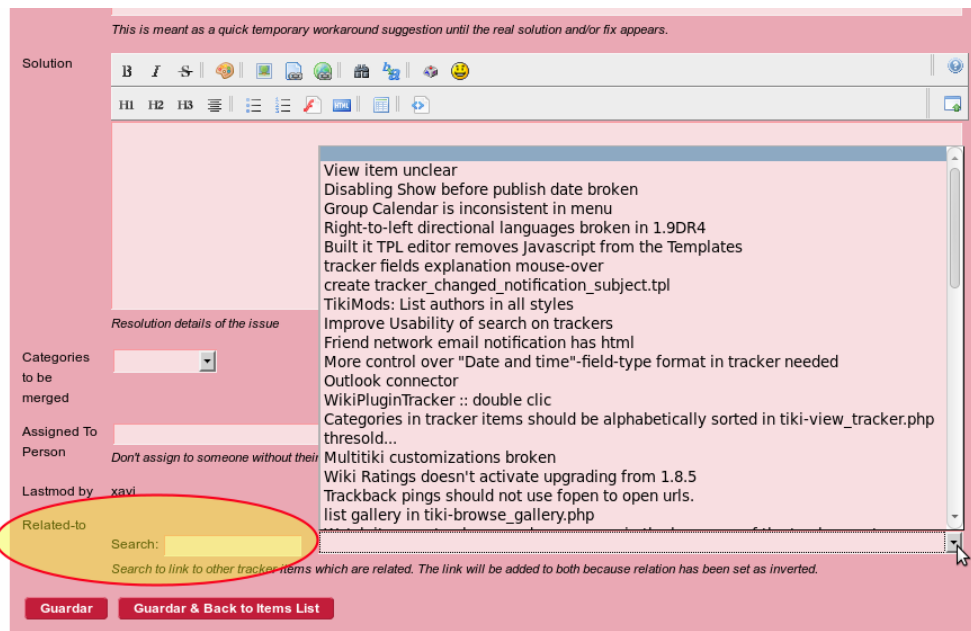 This is meant as a quick temporary workaround suggestion until the real solution and/or fix appears.
Solution
B I S
H1 H2 H3 HTML
View item unclear
Disabling Show before publish date broken
Group Calendar is inconsistent in menu
Right-to-left directional languages broken in 1.9DR4
Built it TPL editor removes Javascript from the Templates
tracker fields explanation mouse-over
create tracker_changed_notification_subject.tpl
TikiMods: List authors in all styles
Improve Usability of search on trackers
Friend network email notification has html
More control over "Date and time"-field-type format in tracker needed
Outlook connector
WikiPluginTracker :: double clic
Categories in tracker items should be alphabetically sorted in tiki-view_tracker.php
thresold...
Multitiki customizations broken
Wiki Ratings doesn't activate upgrading from 1.8.5
Trackback pings should not use fopen to open urls.
list gallery in tiki-browse_gallery.php
Resolution details of the issue
Categories
to be
merged
Assigned To
Person
Don't assign to someone without their
Lastmod by xavi
Related-to
Search:
Search to link to other tracker items which are related. The link will be added to both because relation has been set as inverted.
Guardar Guardar & Back to Items List